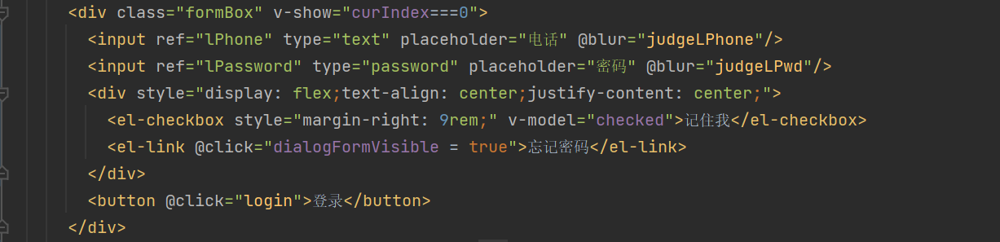 <div class="formBox" v-show="curIndex===0">
<input ref="lPhone" type="text" placeholder="电话" @blur="judgeLPhone"/>
<input ref="lPassword" type="password" placeholder="密码" @blur="judgeLPwd"/>
<div style="display: flex;text-align: center;justify-content: center;">
<el-checkbox style="margin-right: 9rem;" v-model="checked">记住我</el-checkbox>
<el-link @click="dialogFormVisible = true">忘记密码</el-link>
</div>
<button @click="login">登录</button>
</div>